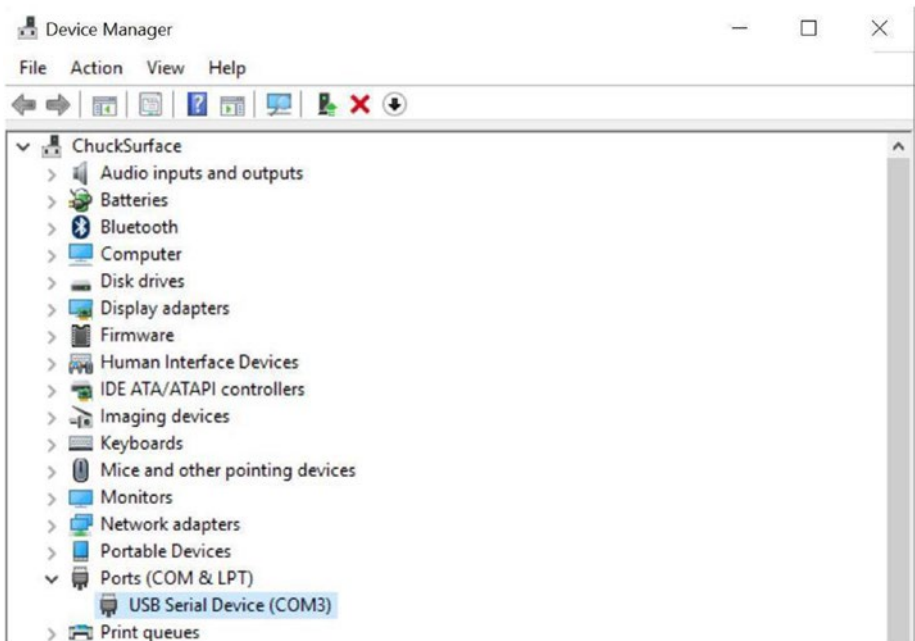 Device Manager
File Action View Help
ChuckSurface
Audio inputs and outputs
Batteries
Bluetooth
Computer
Disk drives
Display adapters
Firmware
Human Interface Devices
IDE ATA/ATAPI controllers
Imaging devices
Keyboards
Mice and other pointing devices
Monitors
Network adapters
Portable Devices
Ports (COM & LPT)
USB Serial Device (COM3)
Print queues